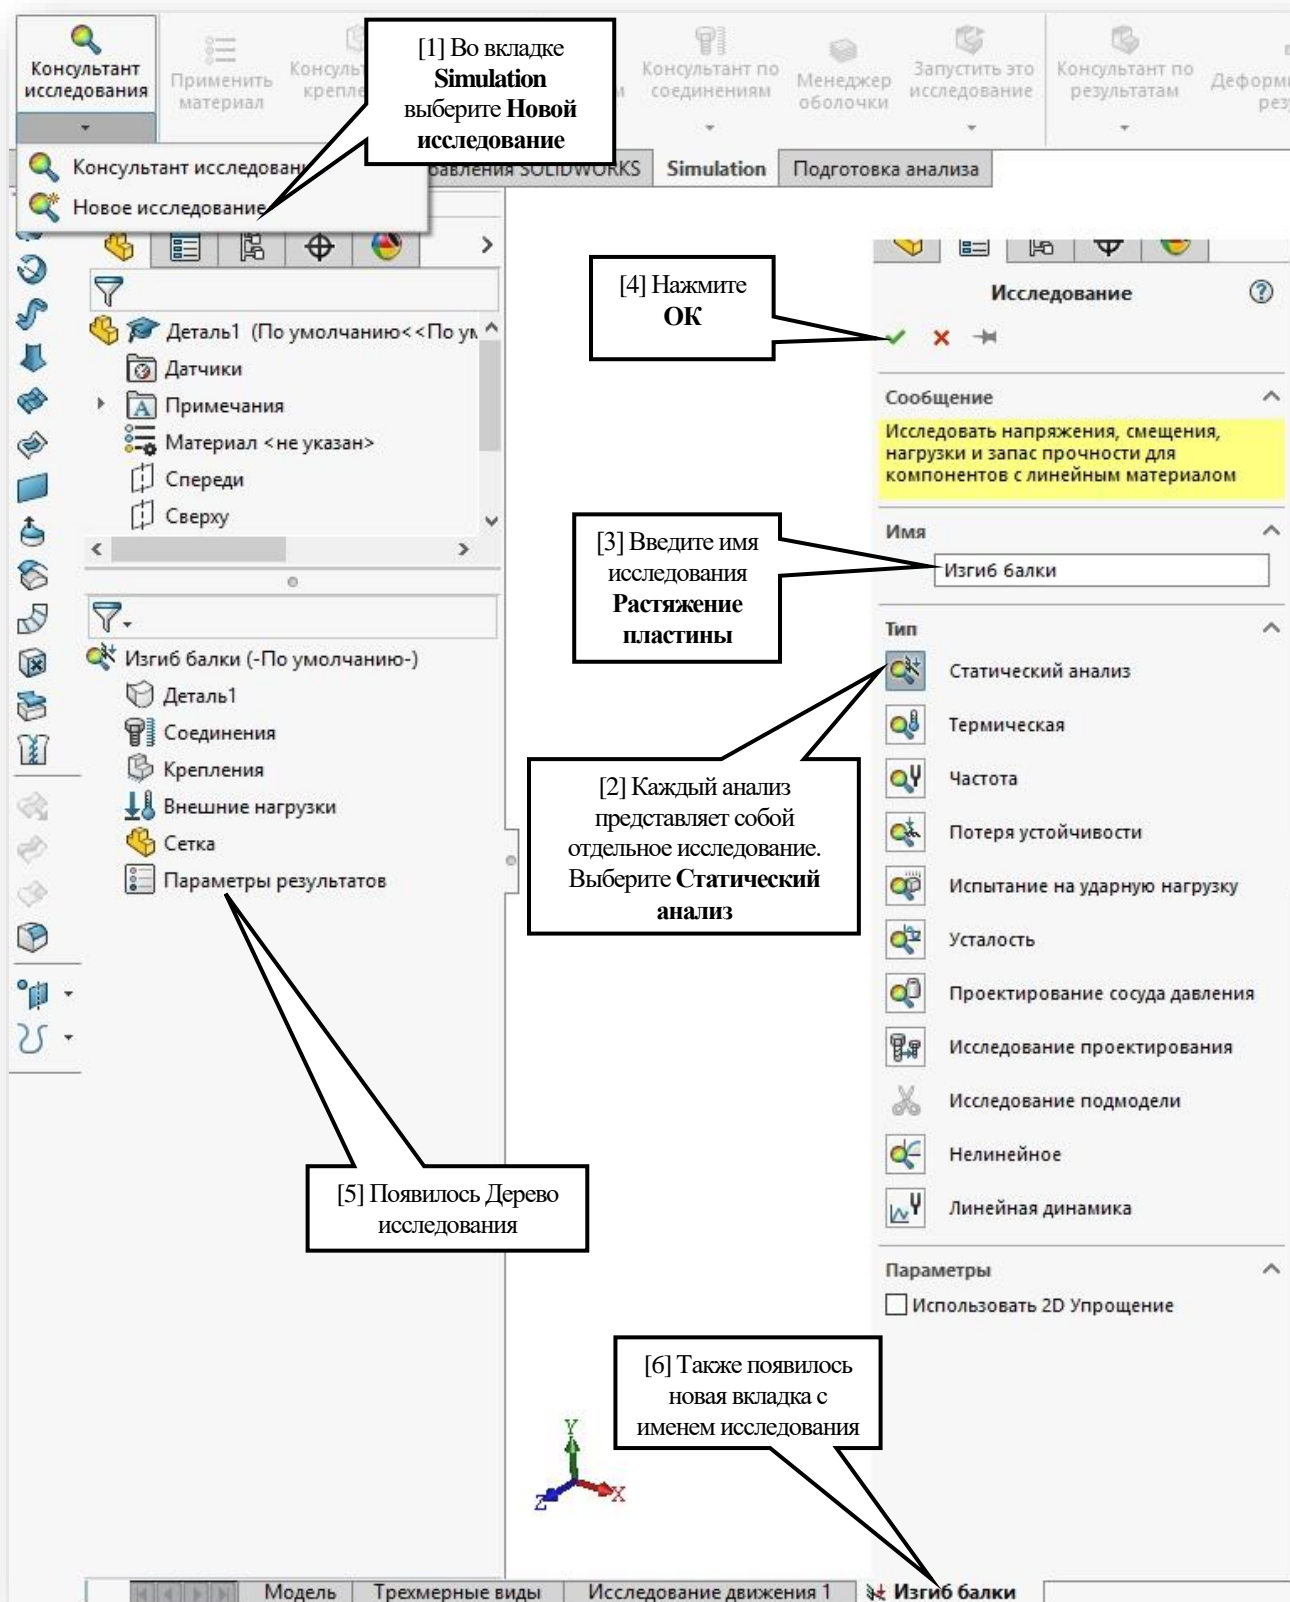 Консультант
исследования
Применить
материал
Консультант по
соединениям
Менеджер
оболочки
Запустить это
исследование
Консультант по
результатам
[1] Во вкладке
Simulation
выберите Новой
исследование
Консультант исследован
Новое исследование
SOLIDWORKS
Simulation
Подготовка анализа
Деталь1 (По умолчанию<<По ум
Датчики
Примечания
Материал <не указан>
Спереди
Сверху
Изгиб балки (-По умолчанию-)
Деталь1
Соединения
Крепления
Внешние нагрузки
Сетка
Параметры результатов
[4] Нажмите
ОК
Исследование
Сообщение
Исследовать напряжения, смещения,
нагрузки и запас прочности для
компонентов с линейным материалом
[3] Введите имя
исследования
Растяжение
пластины
Имя
Изгиб балки
Тип
Статический анализ
Термическая
Частота
Потеря устойчивости
Испытание на ударную нагрузку
Усталость
Проектирование сосуда давления
Исследование проектирования
Исследование подмодели
Нелинейное
Линейная динамика
[2] Каждый анализ
представляет собой
отдельное исследование.
Выберите Статический
анализ
[5] Появилось Дерево
исследования
Параметры
Использовать 2D Упрощение
[6] Также появилось
новая вкладка с
именем исследования
Y
X
Z
Модель
Трехмерные виды
Исследование движения 1
Изгиб балки